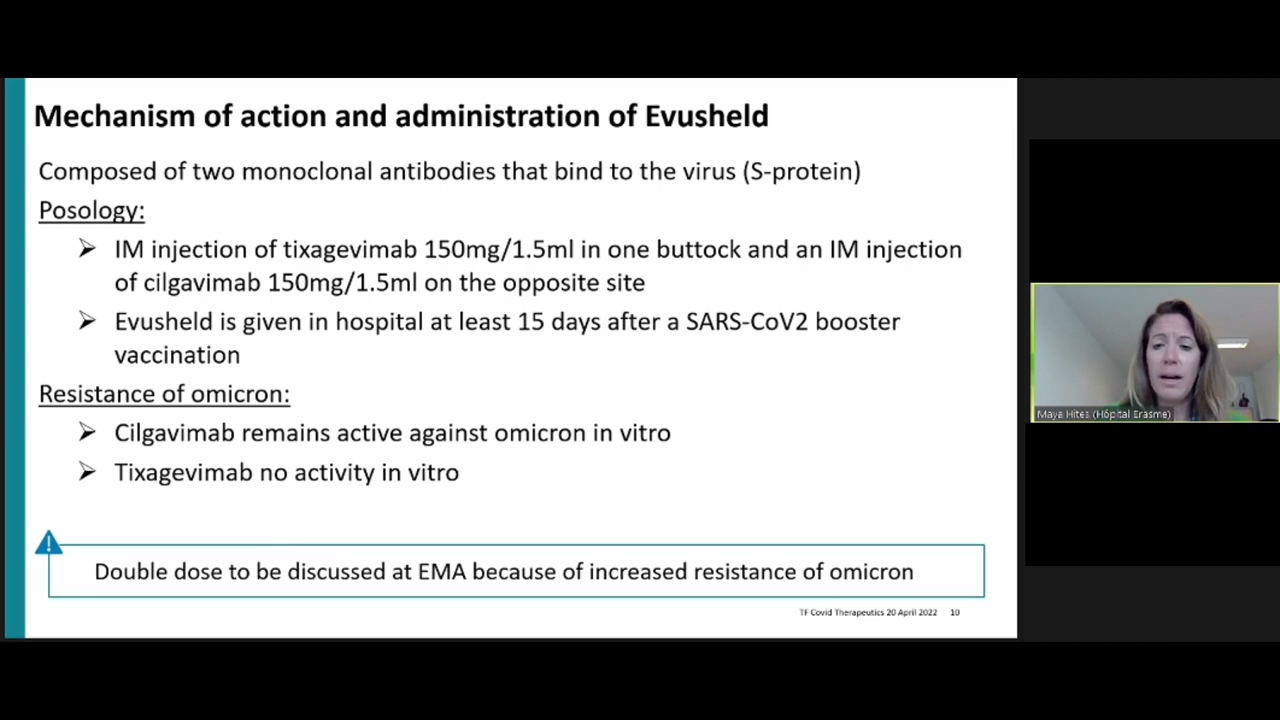 Mechanism of action and administration of Evusheld
Composed of two monoclonal antibodies that bind to the virus (S-protein)
Posology:
➢ IM injection of tixagevimab 150mg/1.5ml in one buttock and an IM injection
of cilgavimab 150mg/1.5ml on the opposite site
➢ Evusheld is given in hospital at least 15 days after a SARS-CoV2 booster
vaccination
Resistance of omicron:
➢ Cilgavimab remains active against omicron in vitro
➢ Tixagevimab no activity in vitro
!
Double dose to be discussed at EMA because of increased resistance of omicron
TF Covid Therapeutics 20 April 2022 10
Maya Hites (Hôpital Erasme)